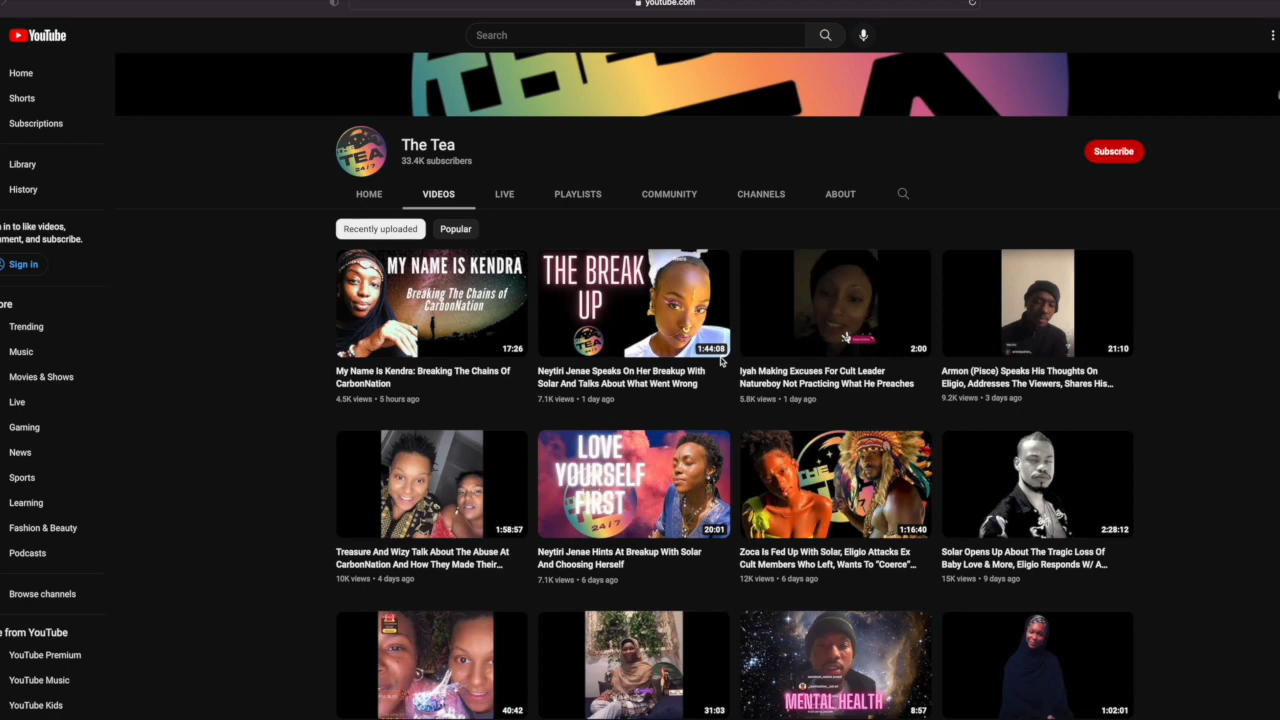 youtube.com
YouTube
Search
Home
Shorts
Subscriptions
Library
History
in to like videos,
ment, and subscribe.
Sign in
ore
Trending
Music
Movies & Shows
Live
Gaming
News
Sports
Learning
Fashion & Beauty
Podcasts
Browse channels
e from YouTube
YouTube Premium
YouTube Music
YouTube Kids
THE
TEA
24/7
The Tea
33.4K subscribers
Subscribe
HOME
VIDEOS
LIVE
PLAYLISTS
COMMUNITY
CHANNELS
ABOUT
Recently uploaded
Popular
MY NAME IS KENDRA
Breaking The Chains of
CarbonNation
17:26
My Name Is Kendra: Breaking The Chains Of
CarbonNation
4.5K views • 5 hours ago
THE BREAK
UP
1:44:08
Neytiri Jenae Speaks On Her Breakup With
Solar And Talks About What Went Wrong
7.1K views • 1 day ago
2:00
Iyah Making Excuses For Cult Leader
Natureboy Not Practicing What He Preaches
5.8K views • 1 day ago
21:10
Armon (Pisce) Speaks His Thoughts On
Eligio, Addresses The Viewers, Shares His...
9.2K views • 3 days ago
1:58:57
Treasure And Wizy Talk About The Abuse At
CarbonNation And How They Made Their...
10K views • 4 days ago
LOVE
YOURSELF
FIRST
24/7
20:01
Neytiri Jenae Hints At Breakup With Solar
And Choosing Herself
7.1K views • 6 days ago
THE
1:16:40
Zoca Is Fed Up With Solar, Eligio Attacks Ex
Cult Members Who Left, Wants To “Coerce”...
12K views • 6 days ago
2:28:12
Solar Opens Up About The Tragic Loss Of
Baby Love & More, Eligio Responds W/ A...
15K views • 9 days ago
40:42
31:03
MENTAL HEALTH
8:57
1:02:01